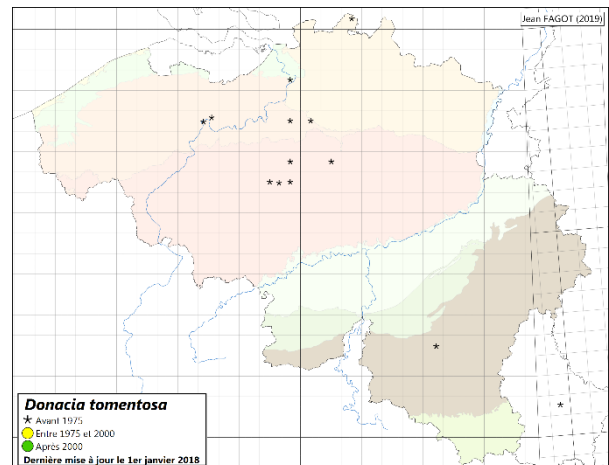 Jean FAGOT (2019)
Donacia tomentosa
Avant 1975
Entre 1975 et 2000
Après 2000
Dernière mise à jour le 1er janvier 2018